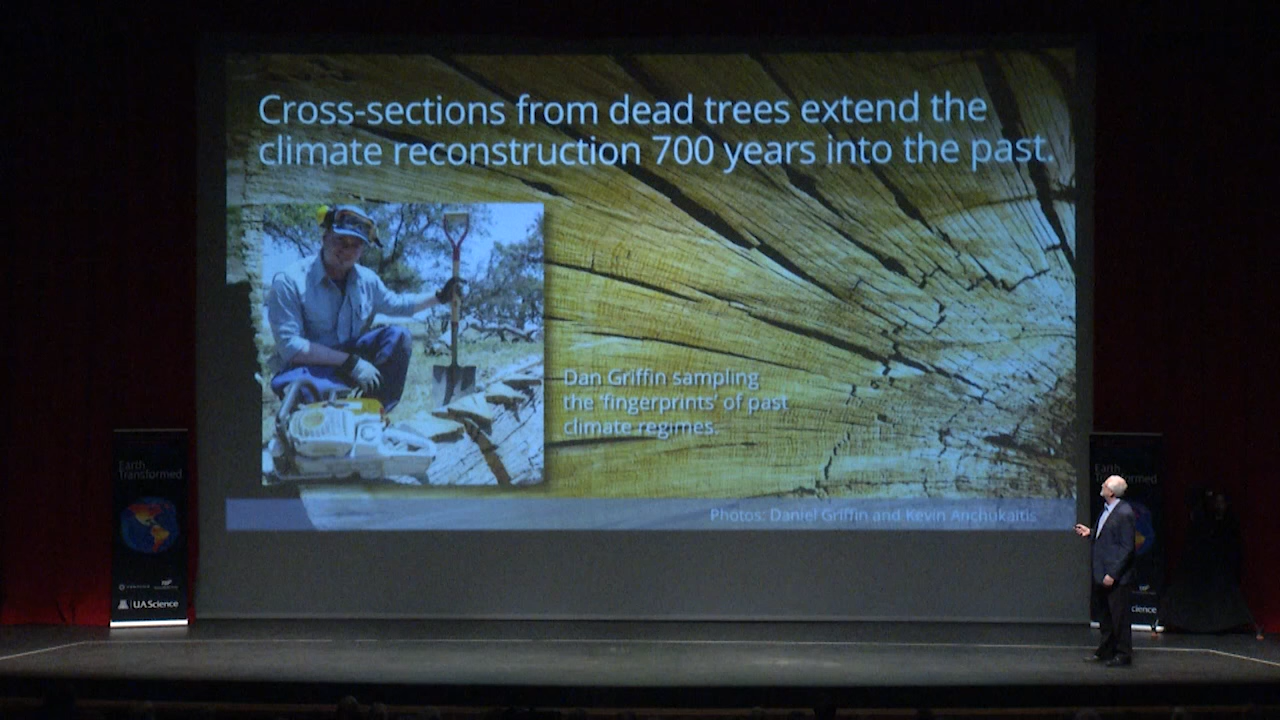 Cross-sections from dead trees extend the
climate reconstruction 700 years into the past.
Dan Griffin sampling
the 'fingerprints' of past
climate regimes.
Photos: Daniel Griffin and Kevin Anchukaitis
Earth
Transformed
UA Science
Earth